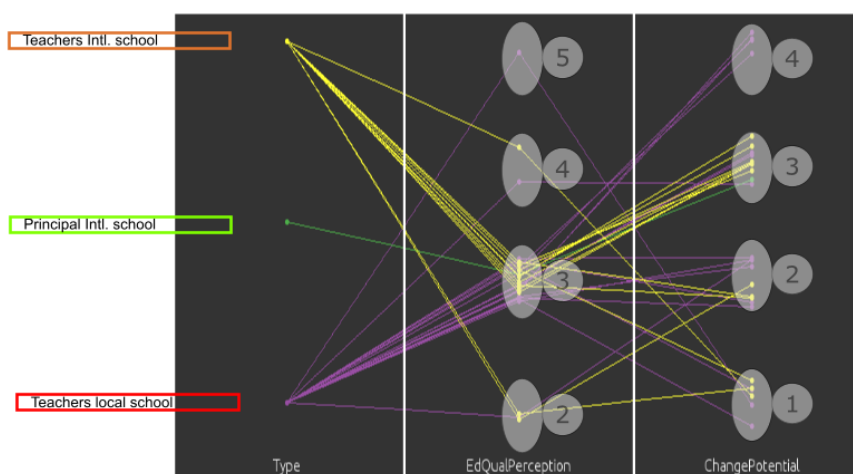 Teachers Intl. school
5
4
4
3
Principal Intl. school
3
2
Teachers local school
2
1
Type
EdQualPerception
ChangePotential